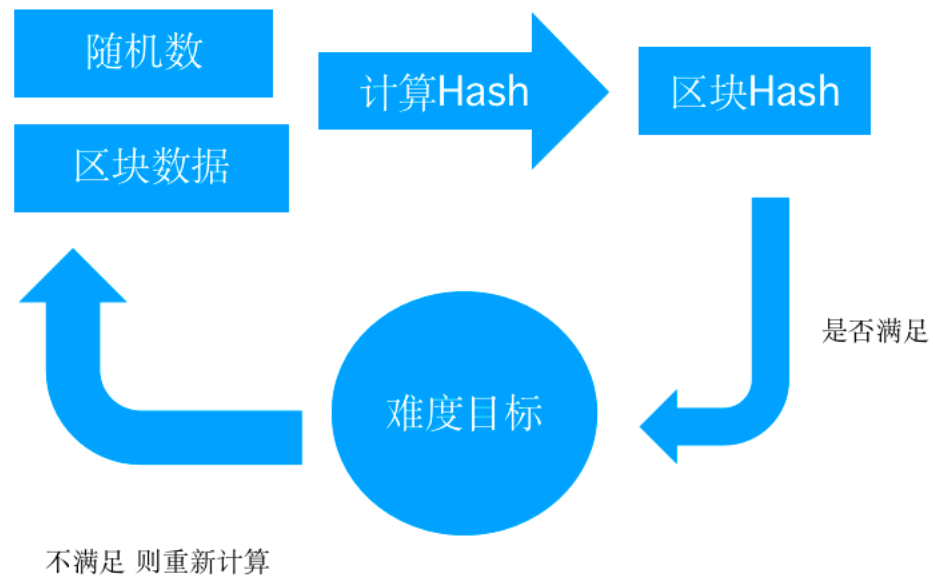 随机数
计算Hash
区块Hash
区块数据
是否满足
难度目标
不满足 则重新计算